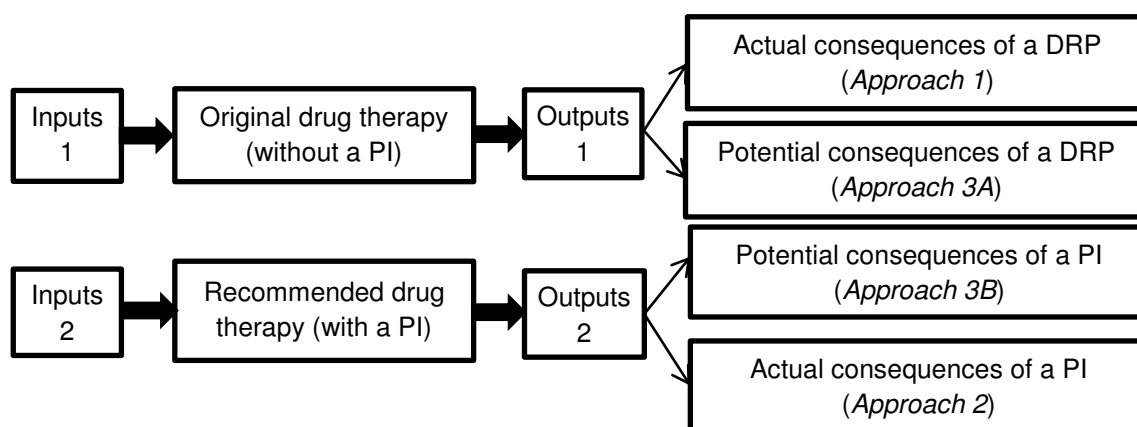 Inputs
1
Original drug therapy
(without a PI)
Outputs
1
Actual consequences of a DRP
(Approach 1)
Potential consequences of a DRP
(Approach 3A)
Inputs
2
Recommended drug
therapy (with a PI)
Outputs
2
Potential consequences of a PI
(Approach 3B)
Actual consequences of a PI
(Approach 2)